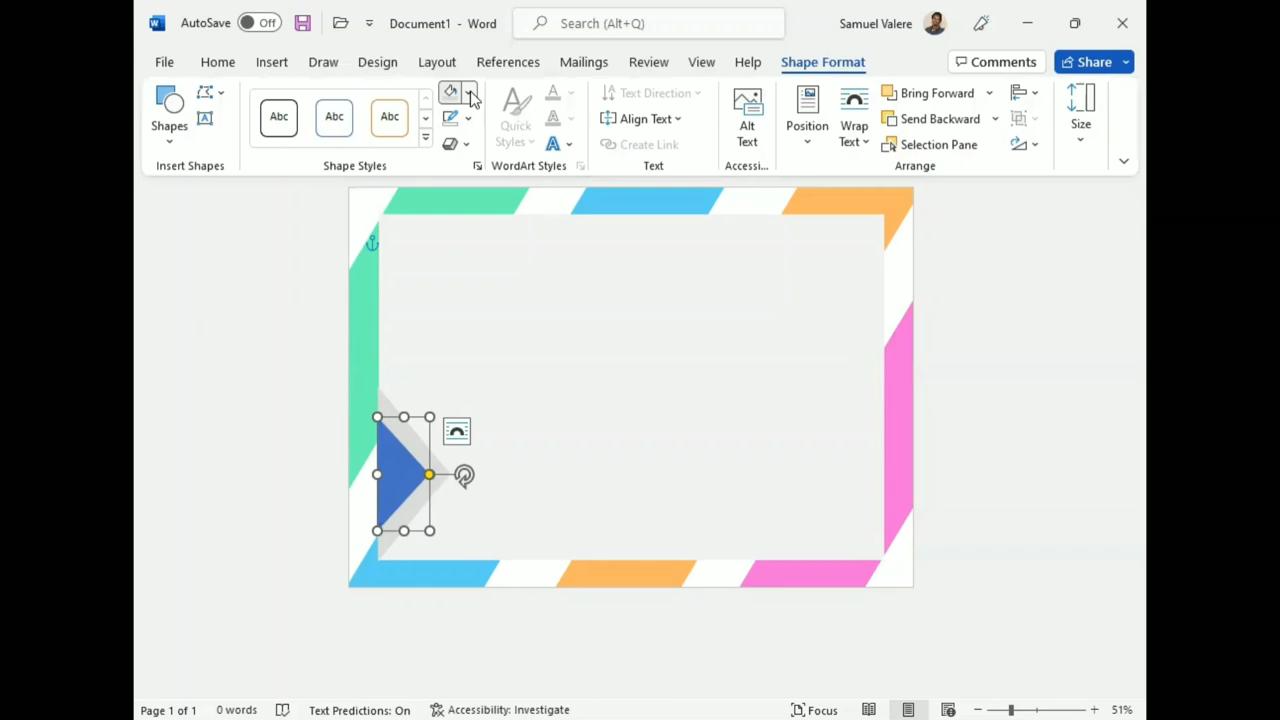 AutoSave Off Document1 - Word Search (Alt+Q) Samuel Valere
File Home Insert Draw Design Layout References Mailings Review View Help Shape Format Comments Share
Shapes
Insert Shapes
Abc Abc Abc
Shape Styles
Quick
Styles
WordArt Styles
Text Direction
Align Text
Create Link
Text
Alt
Text
Accessi...
Position
Wrap
Text
Bring Forward
Send Backward
Selection Pane
Arrange
Size
Page 1 of 1 0 words Text Predictions: On Accessibility: Investigate Focus 51%